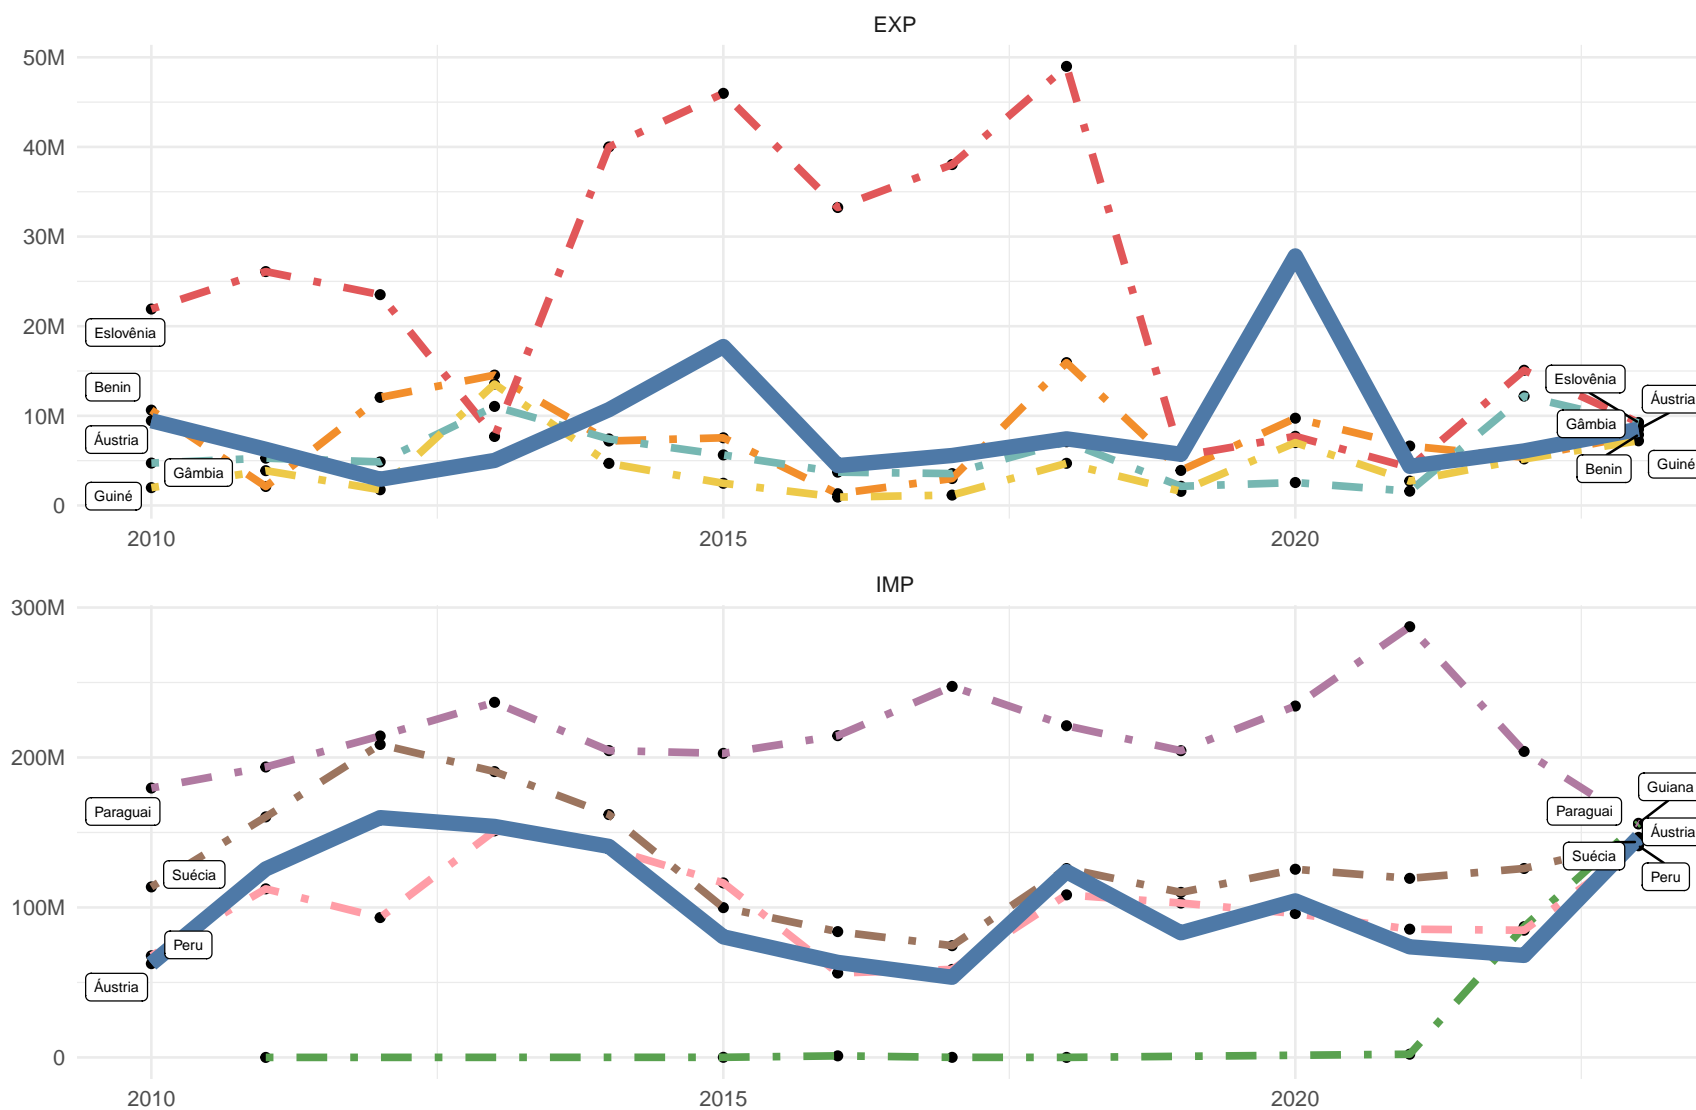 EXP
50M
40M
30M
20M
10M
0
Eslovênia
Benin
Áustria
Gâmbia
Guiné
Eslovênia
Áustria
Gâmbia
Benin
Guiné
2010 2015 2020
IMP
300M
200M
100M
0
Paraguai
Suécia
Peru
Áustria
Guiana
Paraguai
Áustria
Suécia
Peru
2010 2015 2020